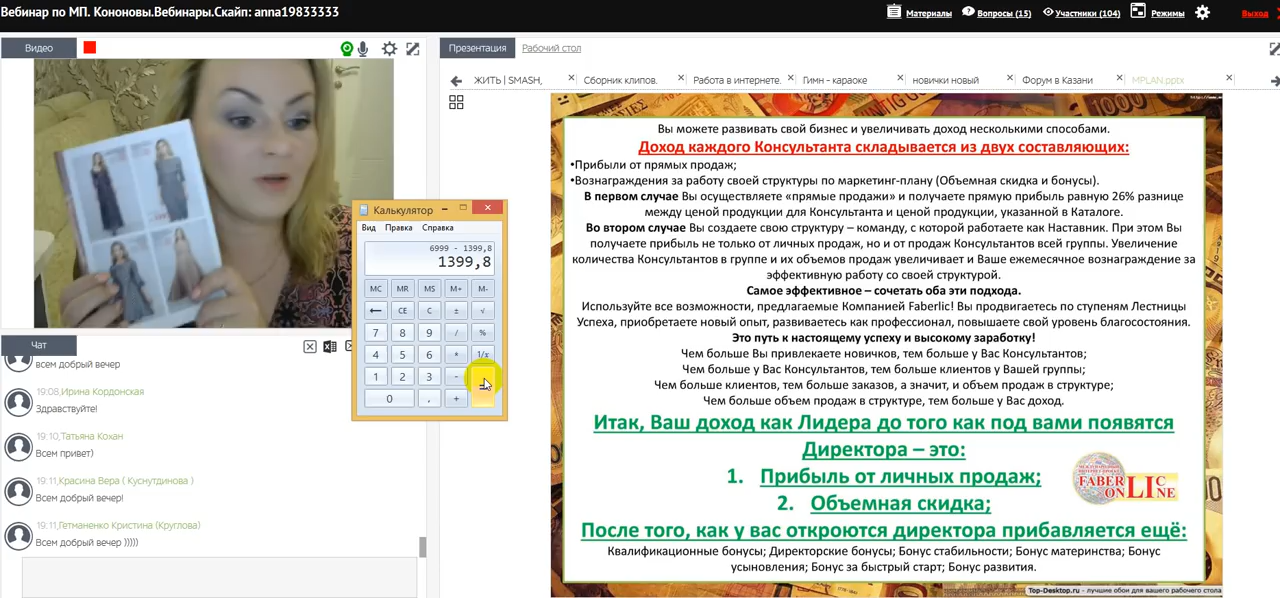 Вебинар по МП. Кононовы.Вебинары.Скайп: anna19833333
Материалы
Вопросы (15)
Участники (104)
Режимы
Выход
Видео
Презентация
Рабочий стол
ЖИТЬ | SMASH,
Сборник клипов.
Работа в интернете.
Гимн - караоке
новички новый
Форум в Казани
MPLAN.pptx
Вы можете развивать свой бизнес и увеличивать доход несколькими способами.
Доход каждого Консультанта складывается из двух составляющих:
•Прибыли от прямых продаж;
•Вознаграждения за работу своей структуры по маркетинг-плану (Объемная скидка и бонусы).
В первом случае Вы осуществляете «прямые продажи» и получаете прямую прибыль равную 26% разнице
между ценой продукции для Консультанта и ценой продукции, указанной в Каталоге.
Во втором случае Вы создаете свою структуру – команду, с которой работаете как Наставник. При этом Вы
получаете прибыль не только от личных продаж, но и от продаж Консультантов всей группы. Увеличение
количества Консультантов в группе и их объемов продаж увеличивает и Ваше ежемесячное вознаграждение за
эффективную работу со своей структурой.
Самое эффективное – сочетать оба эти подхода.
Используйте все возможности, предлагаемые Компанией Faberlic! Вы продвигаетесь по ступеням Лестницы
Успеха, приобретаете новый опыт, развиваетесь как профессионал, повышаете свой уровень благосостояния.
Это путь к настоящему успеху и высокому заработку!
Чем больше Вы привлекаете новичков, тем больше у Вас Консультантов;
Чем больше у Вас Консультантов, тем больше клиентов у Вашей группы;
Чем больше клиентов, тем больше заказов, а значит, и объем продаж в структуре;
Чем больше объем продаж в структуре, тем больше у Вас доход.
Итак, Ваш доход как Лидера до того как под вами появятся
Директора – это:
1. Прибыль от личных продаж;
2. Объемная скидка;
После того, как у вас откроются директора прибавляется ещё:
Квалификационные бонусы; Директорские бонусы; Бонус стабильности; Бонус материнства; Бонус
усыновления; Бонус за быстрый старт; Бонус развития.
FABER LIC
ONLINE
Top-Desktop.ru - лучшие обои для вашего рабочего стола
Калькулятор
Вид Правка Справка
6999 - 1399,8
1399,8
MC MR MS M+ M-
← CE C ± √
7 8 9 / %
4 5 6 * 1/x
1 2 3 - =
0 , +
Чат
всем добрый вечер
19:08, Ирина Кордонская
Здравствуйте!
19:10, Татьяна Кохан
Всем привет)
19:11, Красина Вера ( Куснутдинова )
Всем добрый вечер!
19:11, Гетманенко Кристина (Круглова)
Всем добрый вечер )))))